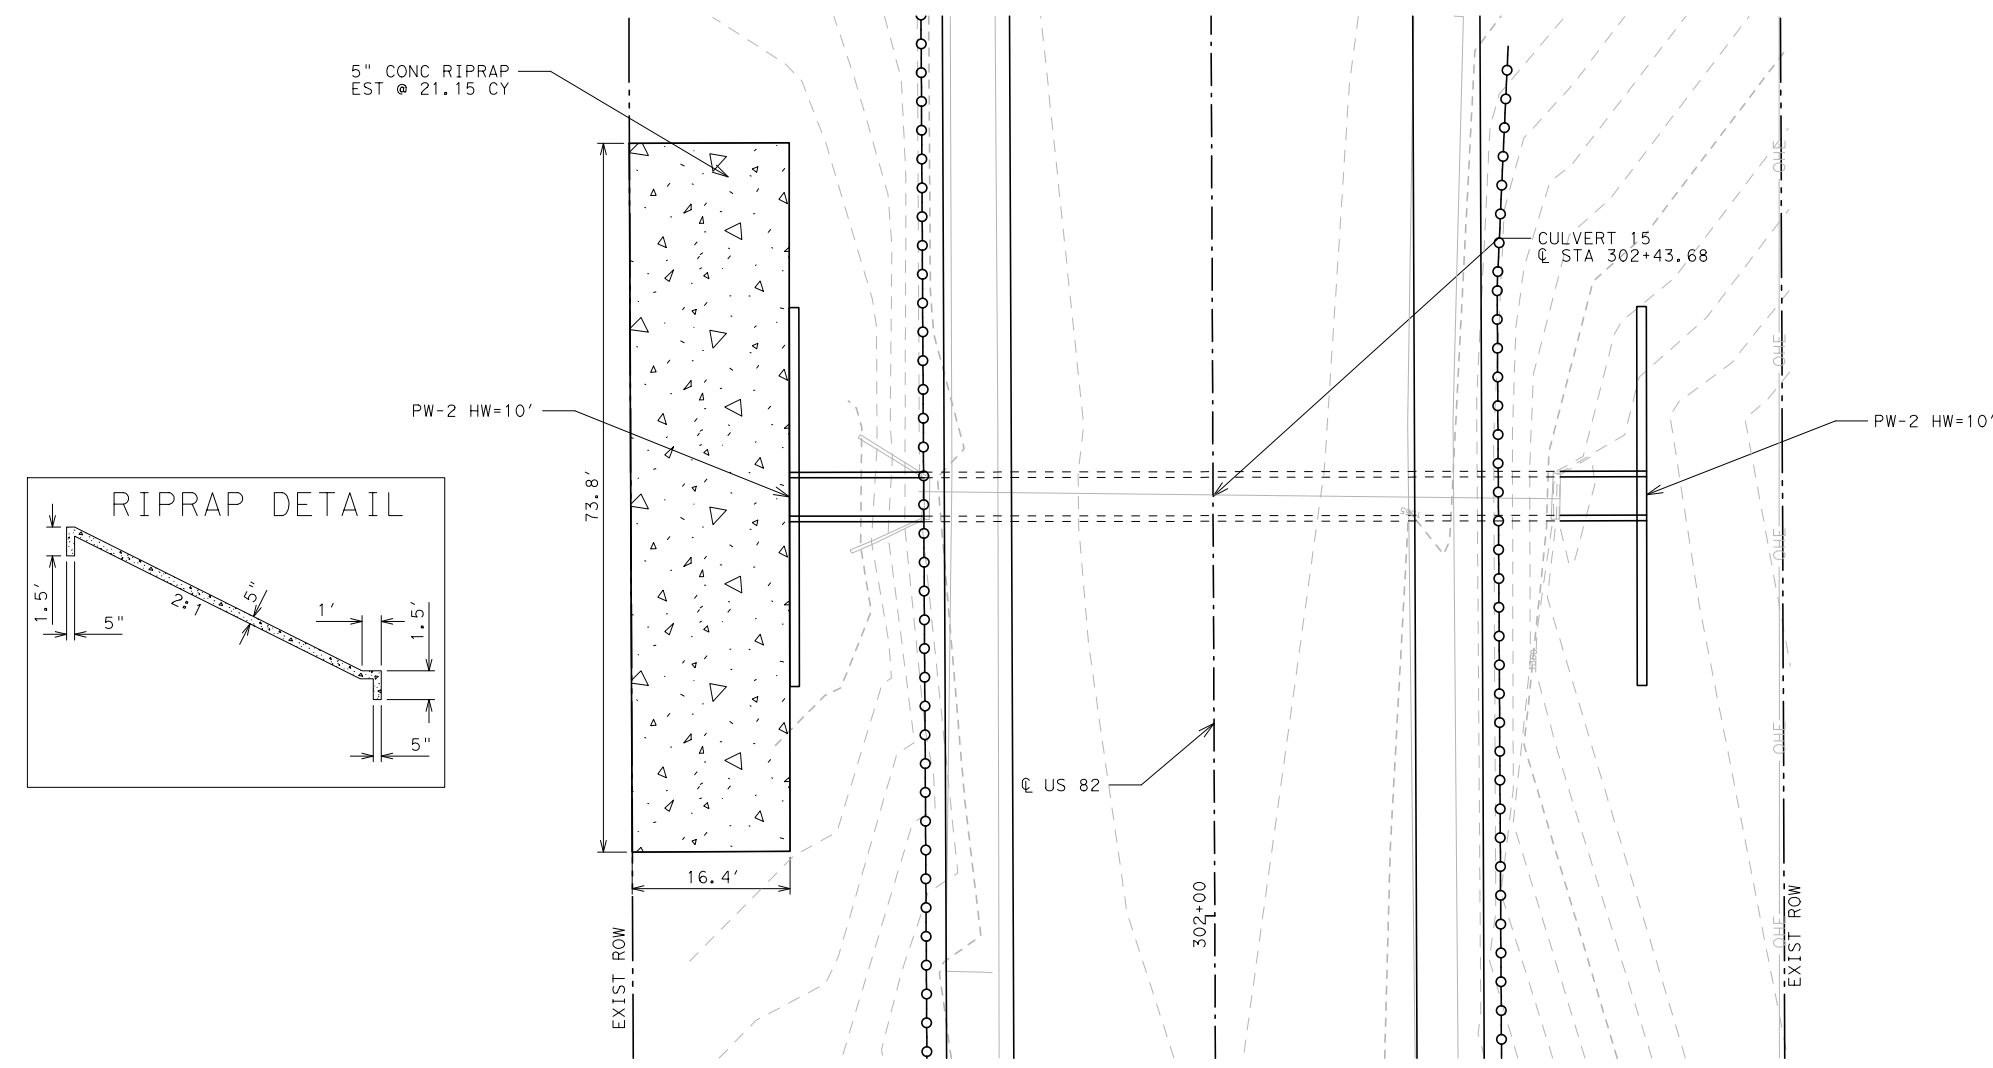 5" CONC RIPRAP
EST @ 21.15 CY
CULVERT 15
℄ STA 302+43.68
PW-2 HW=10'
PW-2 HW=10'
73.8'
16.4'
RIPRAP DETAIL
1.5'
5"
2:1
5"
1'
1.5'
5"
℄ US 82
302+00
EXIST ROW
EXIST ROW
OHE
OHE
OHE
OHE
OHE
1360